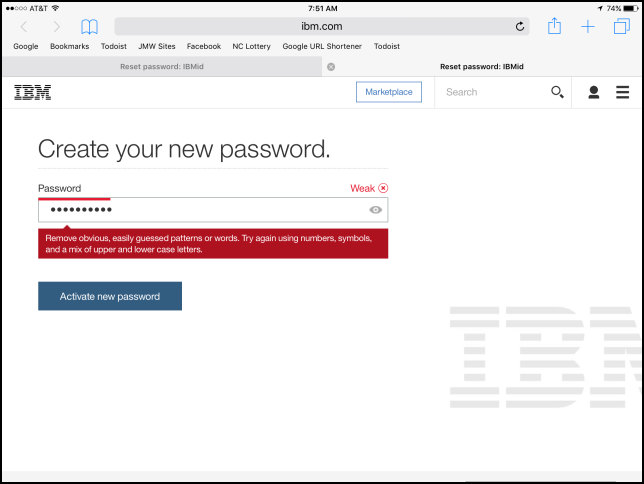 AT&T
7:51 AM
74%
ibm.com
Google Bookmarks Todoist JMW Sites Facebook NC Lottery Google URL Shortener Todoist
Reset password: IBMid
Reset password: IBMid
IBM
Marketplace
Search
Create your new password.
Password
Weak
Remove obvious, easily guessed patterns or words. Try again using numbers, symbols,
and a mix of upper and lower case letters.
Activate new password
IBM